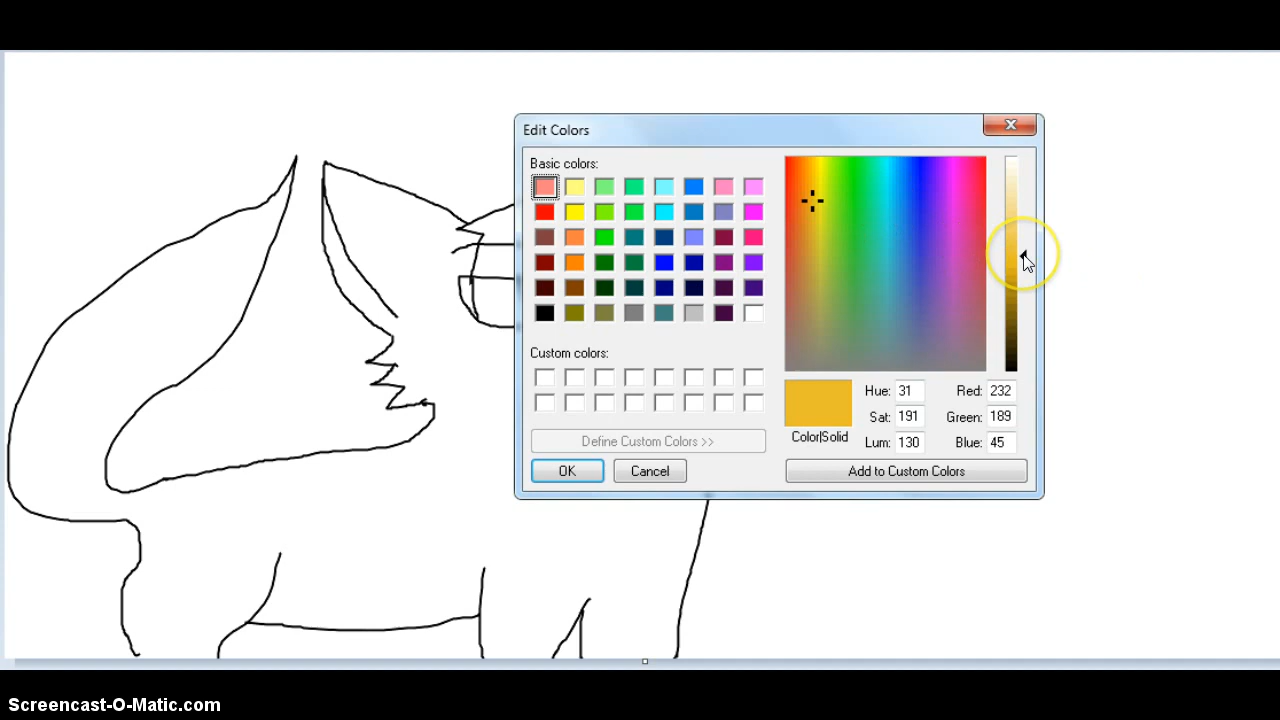 Edit Colors
Basic colors:
Custom colors:
Define Custom Colors >>
OK Cancel
Color|Solid
Hue: 31 Red: 232
Sat: 191 Green: 189
Lum: 130 Blue: 45
Add to Custom Colors
Screencast-O-Matic.com